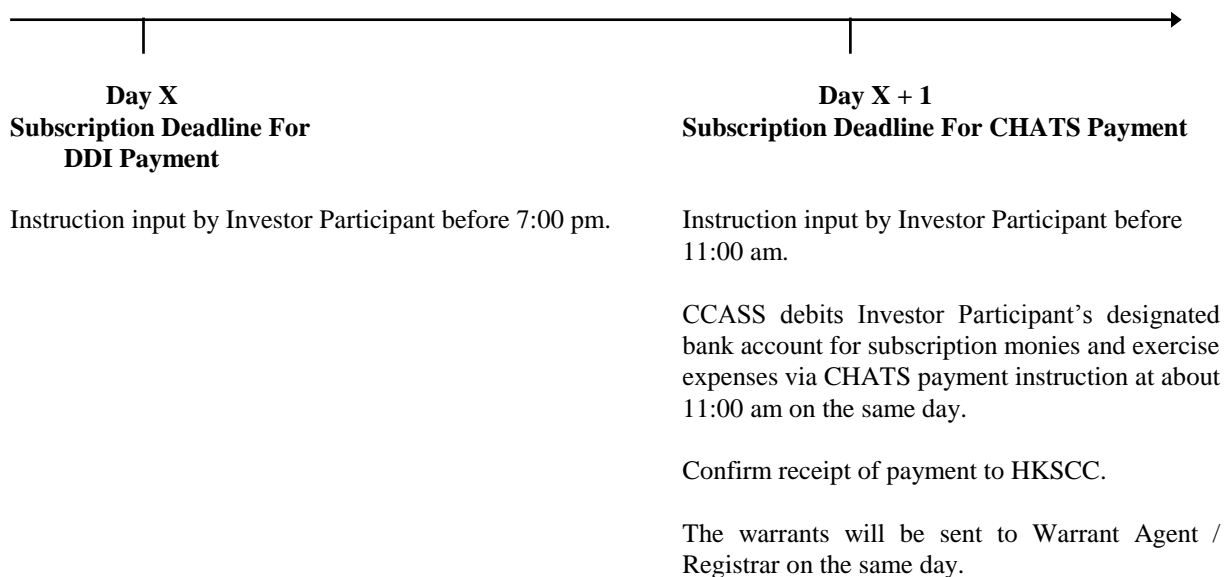 Day X
Subscription Deadline For
DDI Payment
Instruction input by Investor Participant before 7:00 pm.
Day X + 1
Subscription Deadline For CHATS Payment
Instruction input by Investor Participant before
11:00 am.
CCASS debits Investor Participant’s designated
bank account for subscription monies and exercise
expenses via CHATS payment instruction at about
11:00 am on the same day.
Confirm receipt of payment to HKSCC.
The warrants will be sent to Warrant Agent /
Registrar on the same day.